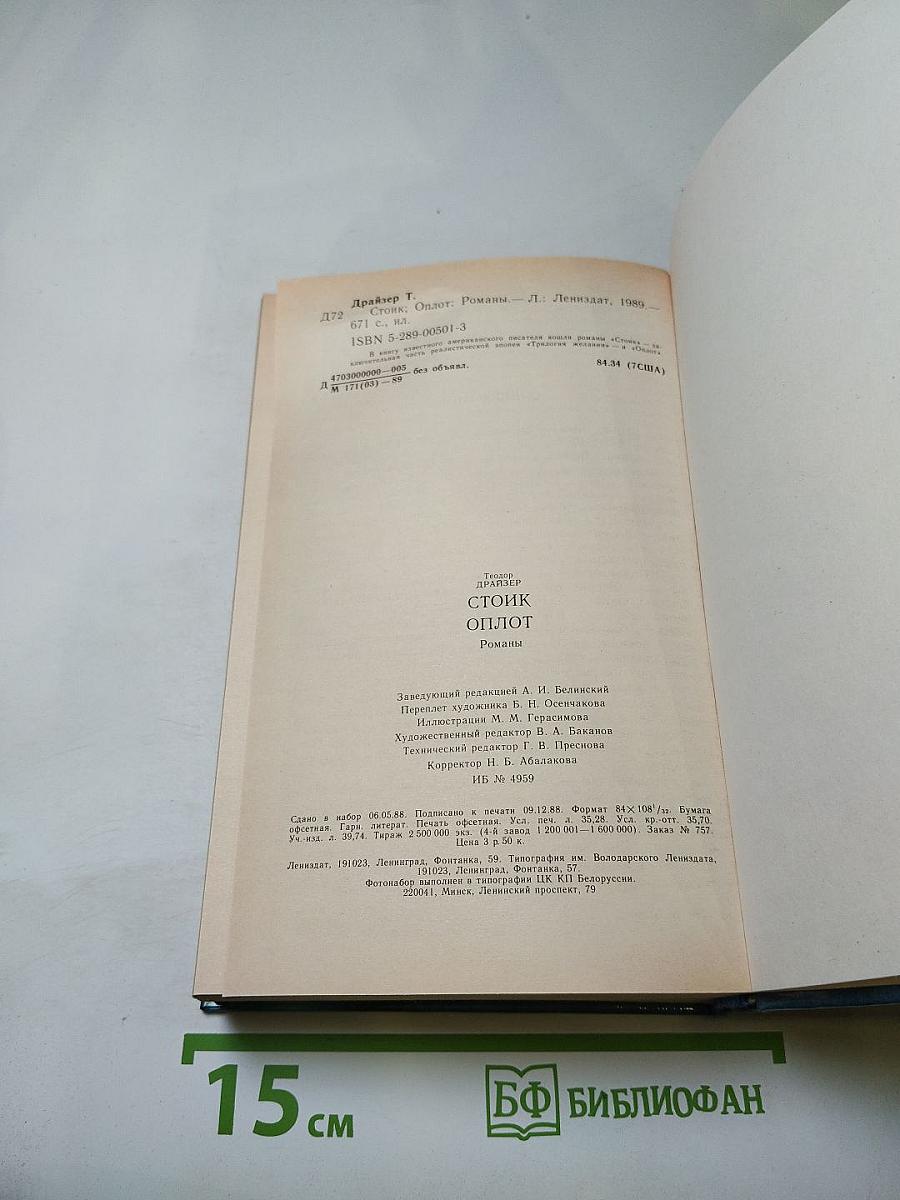 Драйзер Т.
Д72 Стоик; Оплот: Романы.— Л.: Лениздат, 1989.—
671 с., ил.
ISBN 5-289-00501-3
В книгу известного американского писателя вошли романы «Стоик» — за-
ключительная часть реалистической эпопеи «Трилогия желания» — и «Оплот»
Д 4703000000—005 без объявл. 84.34 (7США)
М 171(03)—89
Теодор
ДРАЙЗЕР
СТОИК
ОПЛОТ
Романы
Заведующий редакцией А. И. Белинский
Переплет художника Б. Н. Осенчакова
Иллюстрации М. М. Герасимова
Художественный редактор В. А. Баканов
Технический редактор Г. В. Преснова
Корректор Н. Б. Абалакова
ИБ № 4959
Сдано в набор 06.05.88. Подписано к печати 09.12.88. Формат 84×108¹/₃₂. Бумага
офсетная. Гарн. литерат. Печать офсетная. Усл. печ. л. 35,28. Усл. кр.-отт. 35,70.
Уч.-изд. л. 39,74. Тираж 2 500 000 экз. (4-й завод 1 200 001—1 600 000). Заказ № 757.
Цена 3 р. 50 к.
Лениздат, 191023, Ленинград, Фонтанка, 59. Типография им. Володарского Лениздата,
191023, Ленинград, Фонтанка, 57.
Фотонабор выполнен в типографии ЦК КП Белоруссни.
220041, Минск, Ленинский проспект, 79
15 см
БФ БИБЛИОФАН